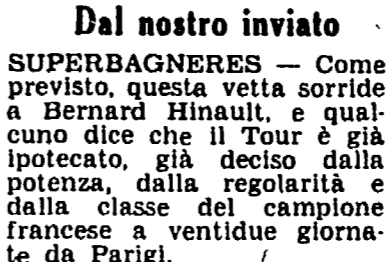 Dal nostro inviato
SUPERBAGNERES — Come
previsto, questa vetta sorride
a Bernard Hinault, e qual-
cuno dice che il Tour è già
ipotecato, già deciso dalla
potenza, dalla regolarità e
dalla classe del campione
francese a ventidue giorna-
te da Parigi.